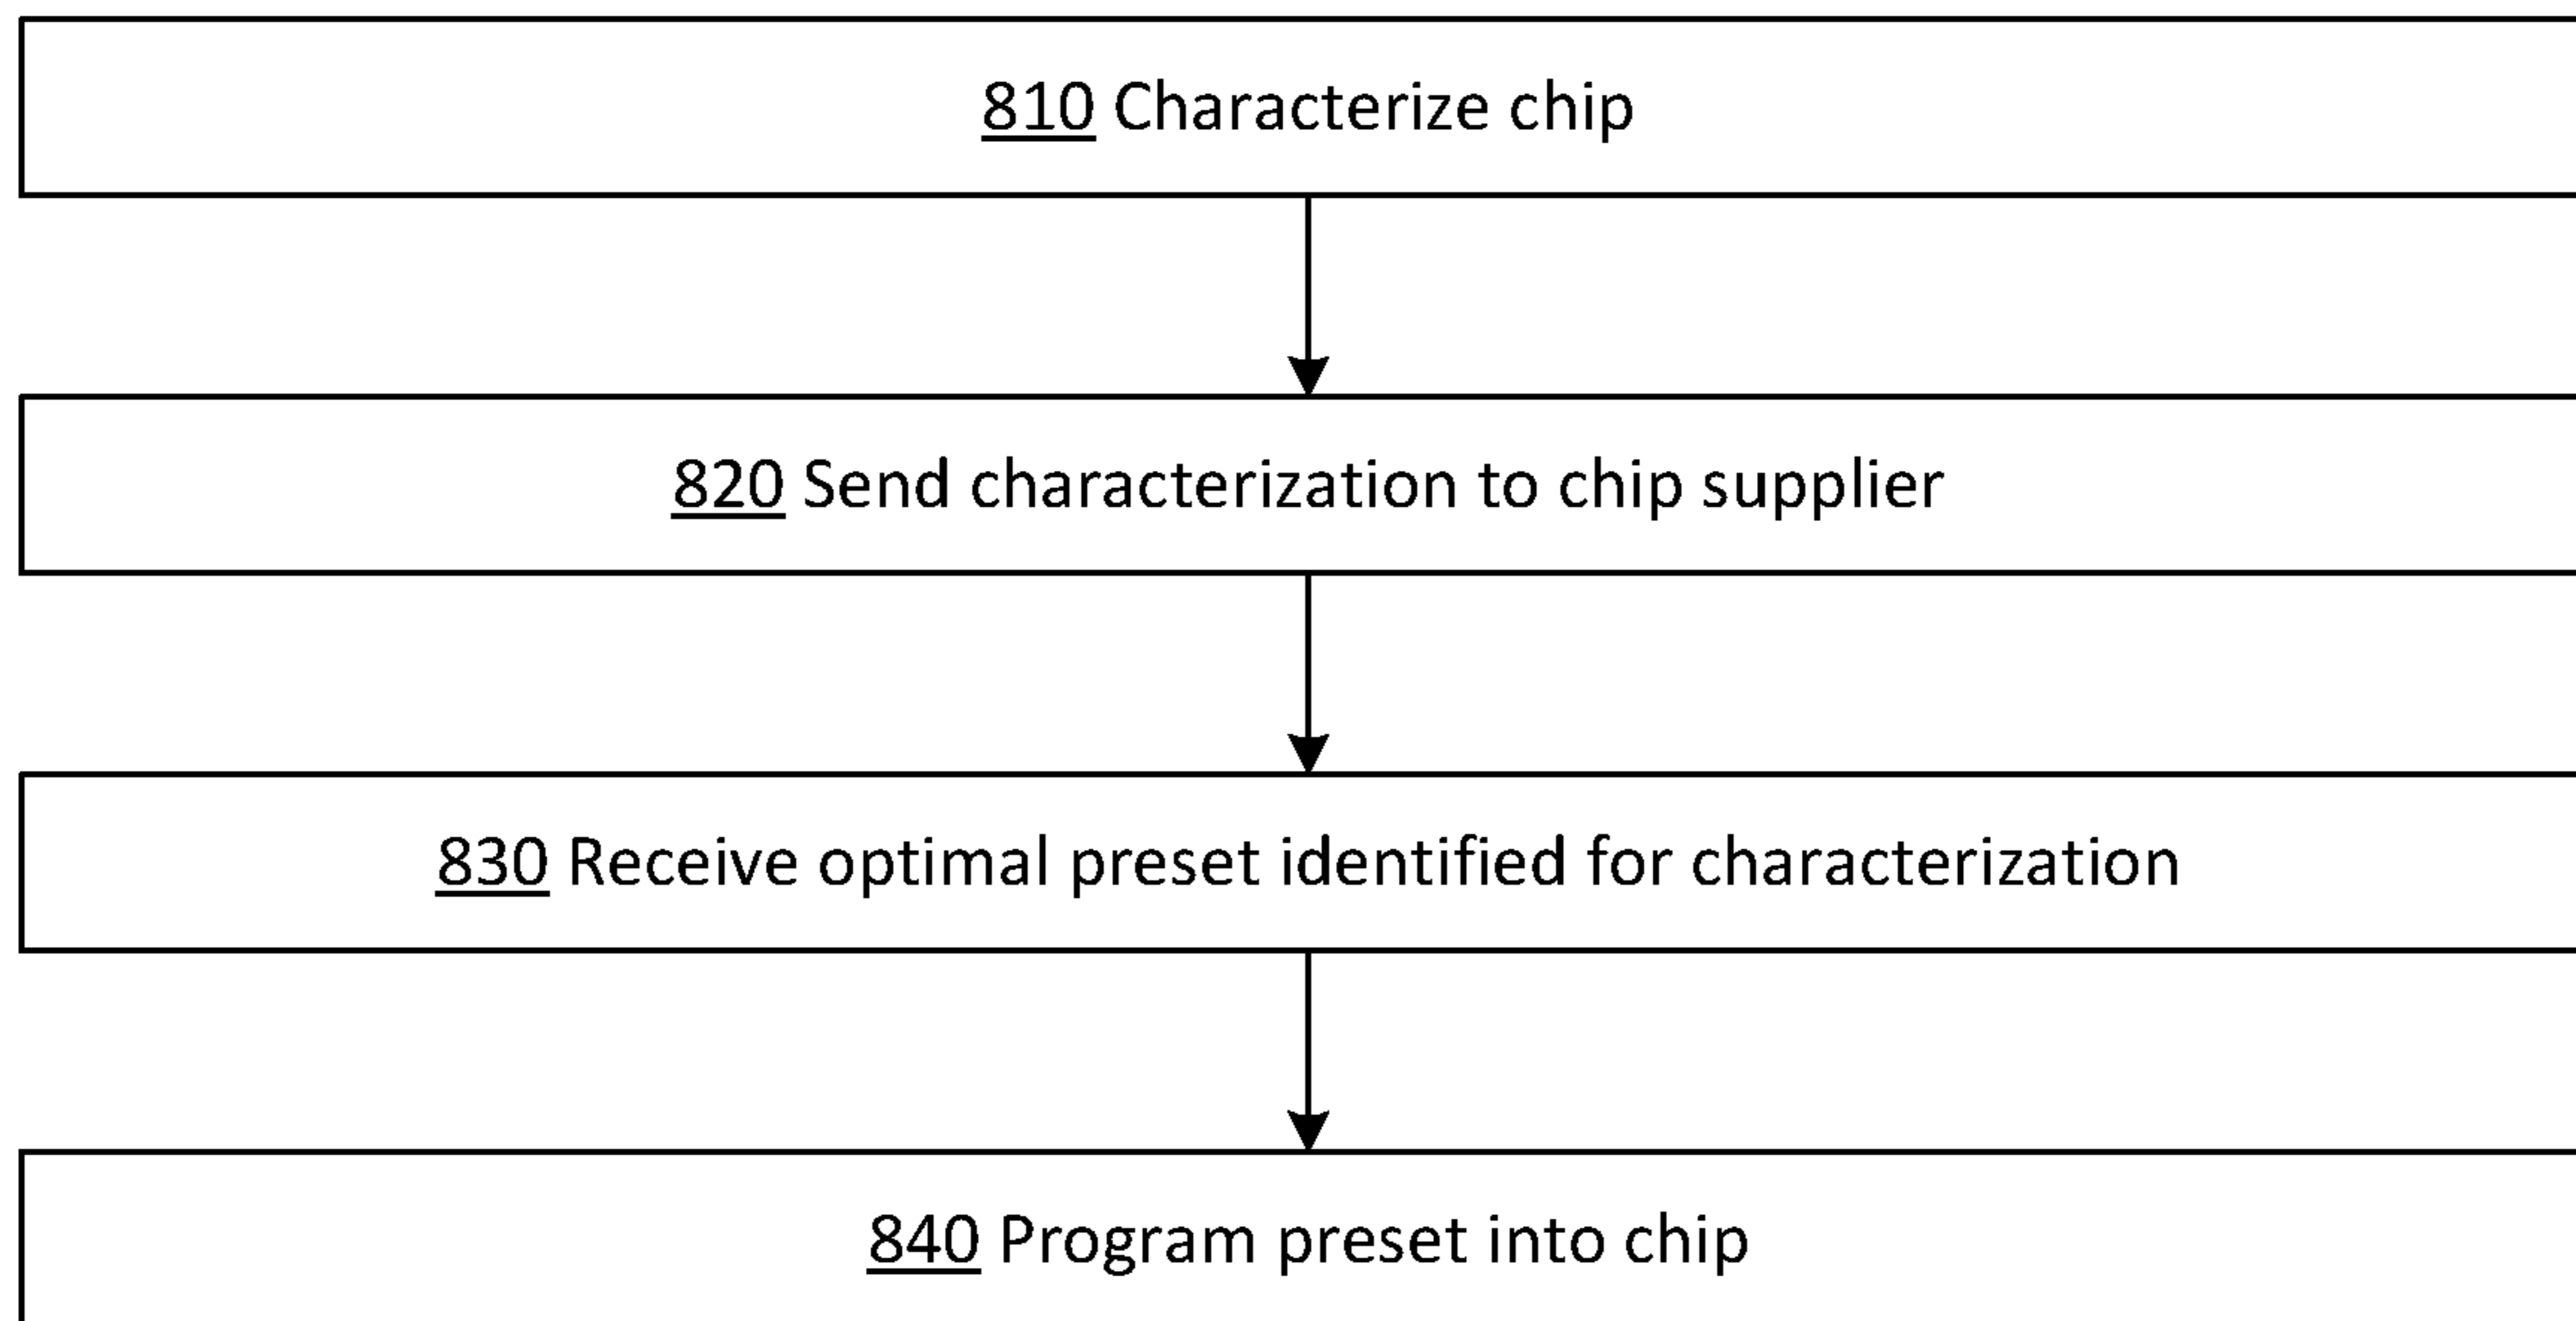 810 Characterize chip
820 Send characterization to chip supplier
830 Receive optimal preset identified for characterization
840 Program preset into chip